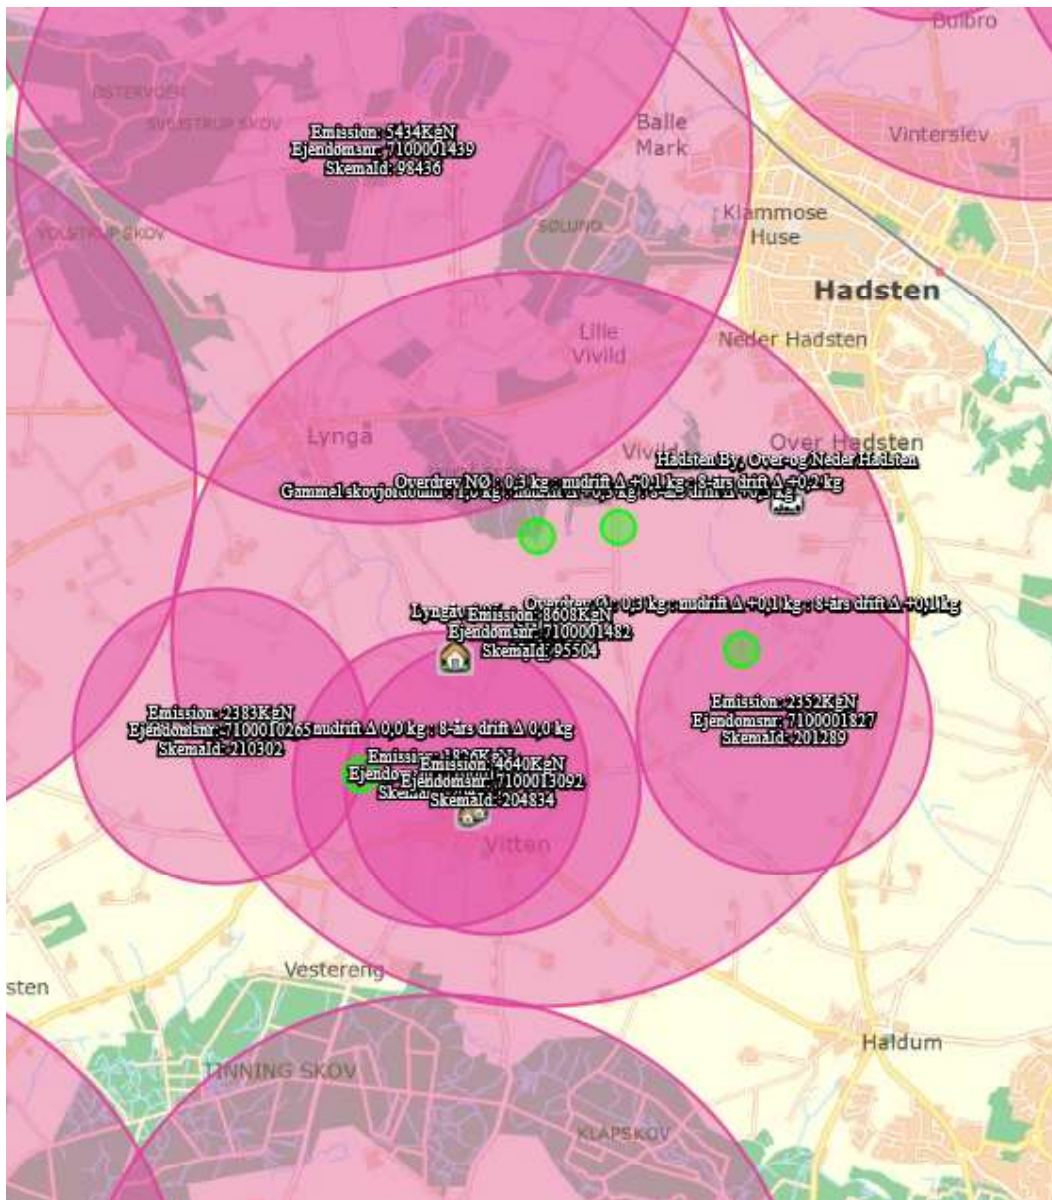 Bulbro
ØSTERVOER
SVEJSTRUP SKOV
Emission: 5434KgN
Ejendomsnr: 7100001439
SkemaId: 98436
Balle
Mark
Vinterslev
VOLSTRUP SKOV
SØLUND
Klammose
Huse
Hadsten
Lille
Vivild
Neder Hadsten
Lyngå
Vivild
Over Hadsten
Hadsten By, Over-og Neder Hadsten
Overdrev NØ : 0,3 kg : nudrift Δ +0,1 kg : 8-års drift Δ +0,2 kg
Gammel
0,3 kg : nudrift Δ +0,1 kg : 8-års drift Δ +0,1 kg
Emission: 8608KgN
Ejendomsnr: 7100001482
SkemaId: 95504
Emission: 2383KgN
Ejendomsnr: 7100010265
SkemaId: 210302
nudrift Δ 0,0 kg : 8-års drift Δ 0,0 kg
Emission: 2352KgN
Ejendomsnr: 7100001827
SkemaId: 201289
Emission: 4640KgN
Ejendomsnr: 7100013092
SkemaId: 204834
Vitten
Vestereng
sten
Haldum
TINNING SKOV
KLAPSKOV